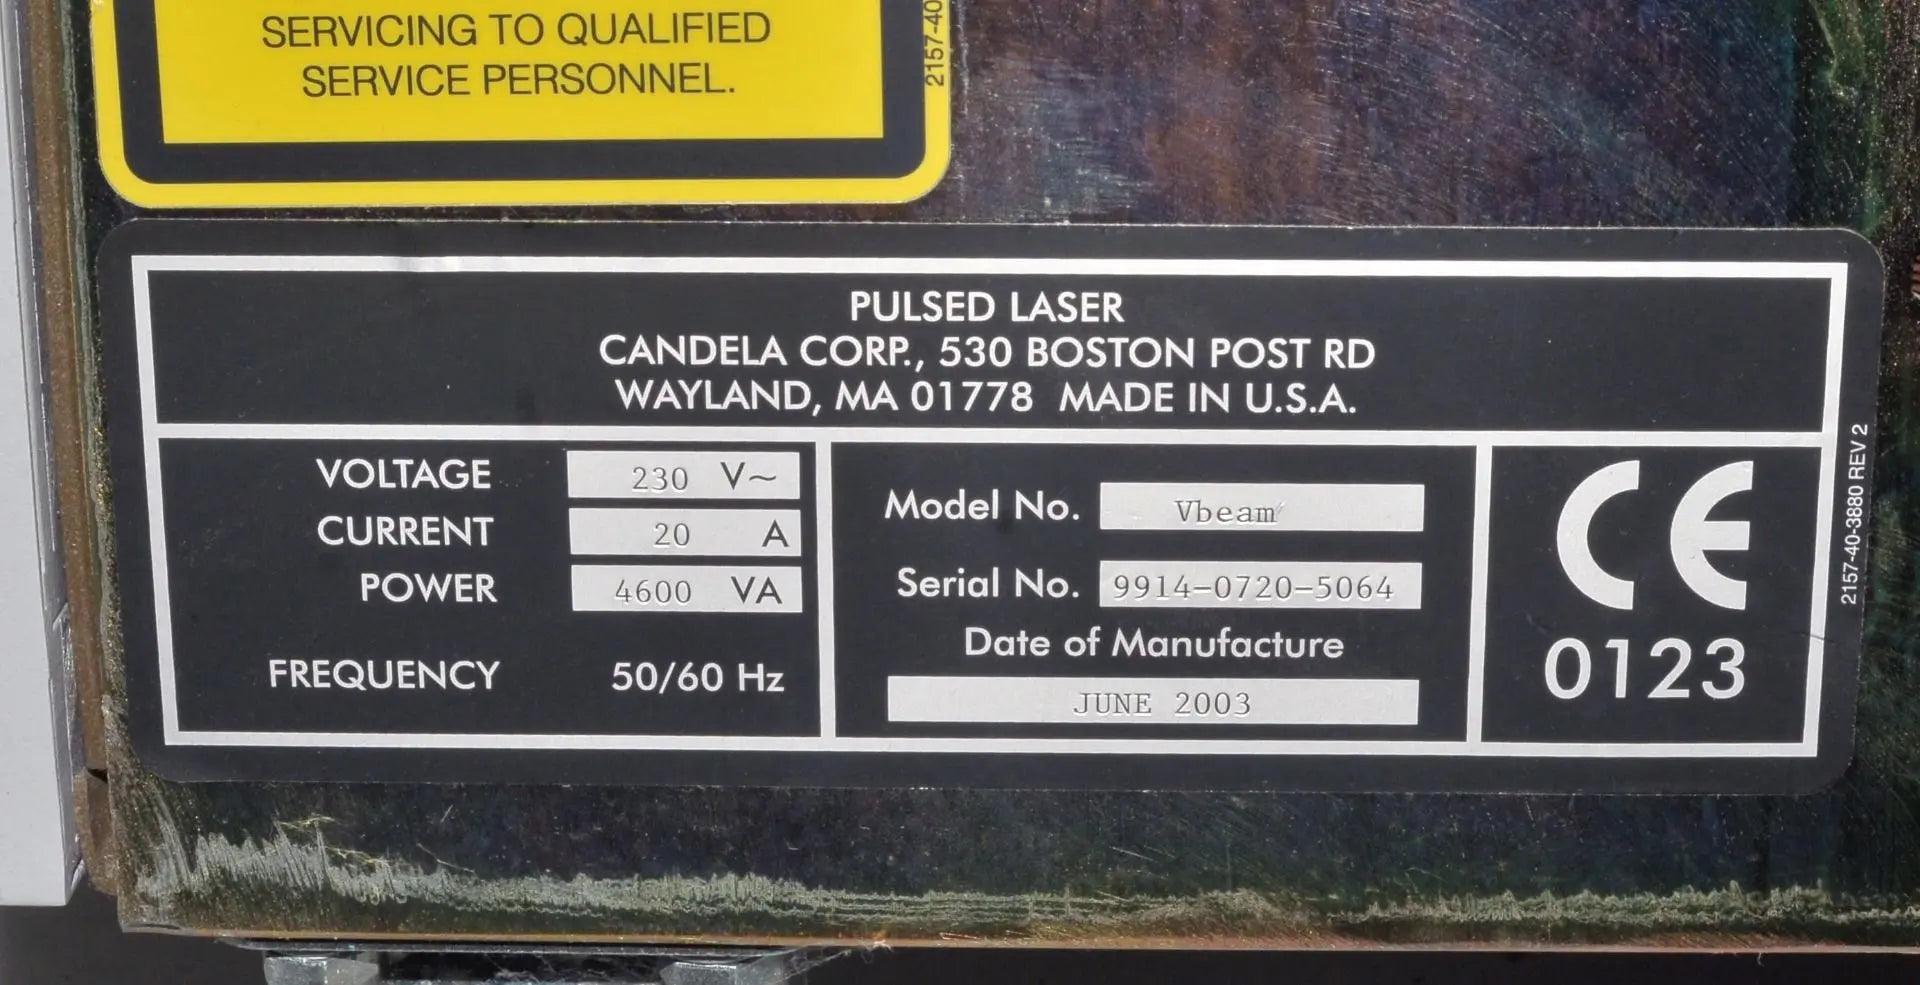 SERVICING TO QUALIFIED
SERVICE PERSONNEL.
2157-40
PULSED LASER
CANDELA CORP., 530 BOSTON POST RD
WAYLAND, MA 01778 MADE IN U.S.A.
VOLTAGE 230 V~
CURRENT 20 A
POWER 4600 VA
FREQUENCY 50/60 Hz
Model No. Vbeam
Serial No. 9914-0720-5064
Date of Manufacture
JUNE 2003
CE
0123
2157-40-3880 REV 2